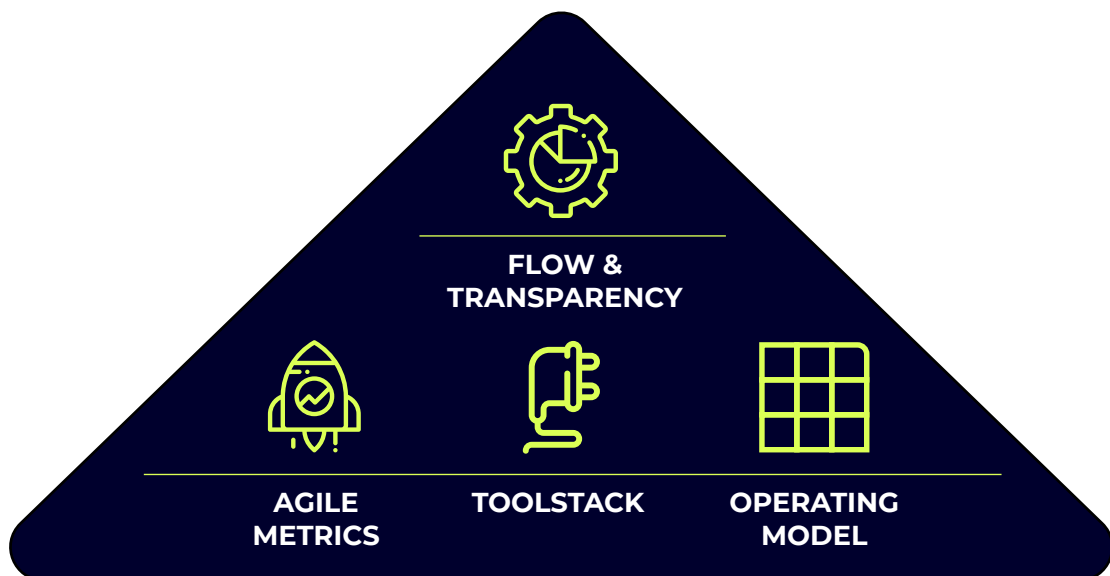 FLOW &
TRANSPARENCY
AGILE
METRICS
TOOLSTACK
OPERATING
MODEL